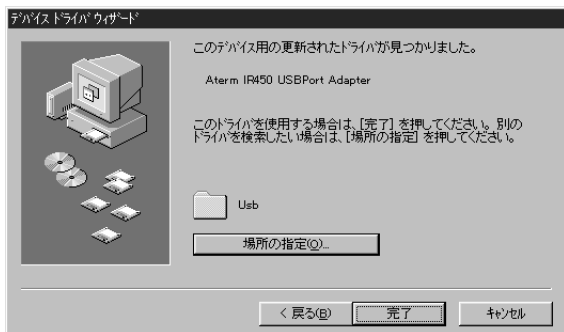 ﾃﾞﾊﾞｲｽ ﾄﾞﾗｲﾊﾞ ｳｨｻﾞｰﾄﾞ
このﾃﾞﾊﾞｲｽ用の更新されたﾄﾞﾗｲﾊﾞが見つかりました。
Aterm IR450 USBPort Adapter
このﾄﾞﾗｲﾊﾞを使用する場合は、[完了] を押してください。別の
ﾄﾞﾗｲﾊﾞを検索したい場合は、[場所の指定] を押してください。
Usb
場所の指定(O)...
< 戻る(B)
完了
ｷｬﾝｾﾙ